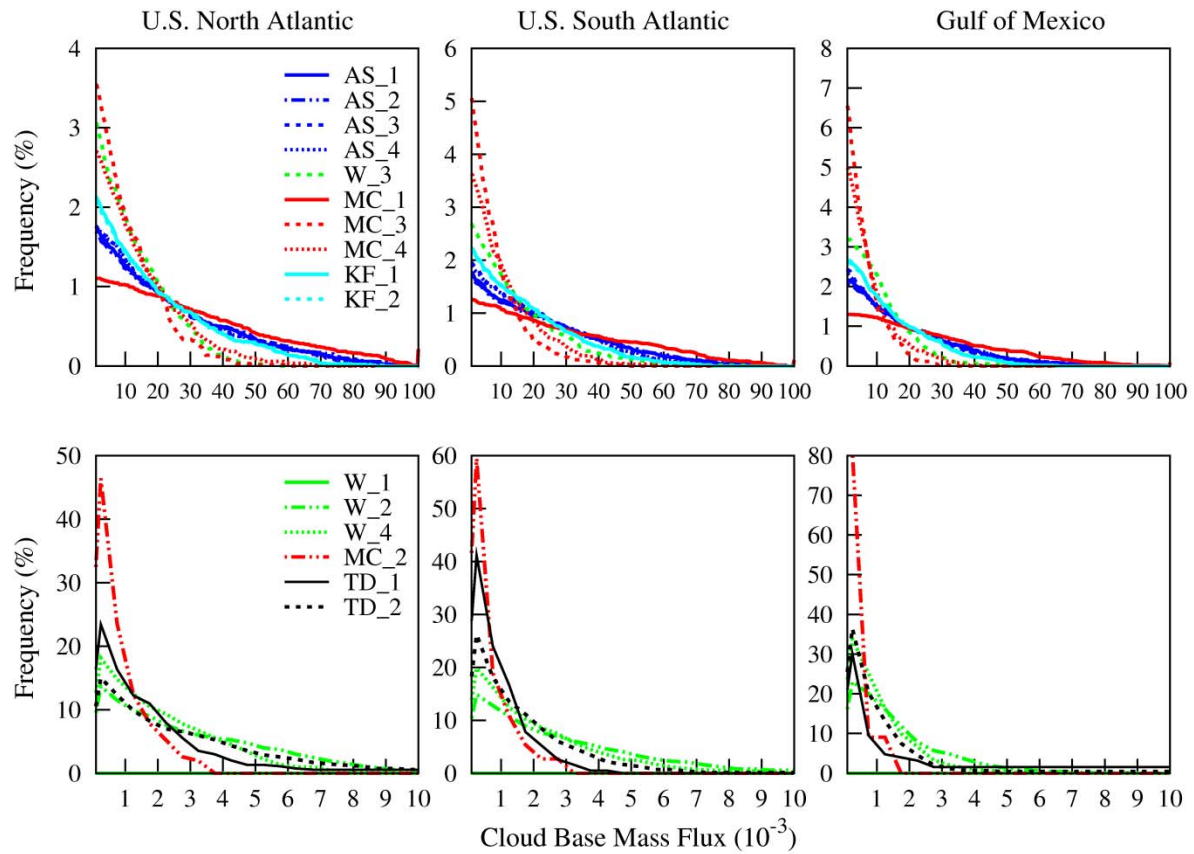 U.S. North Atlantic U.S. South Atlantic Gulf of Mexico
Frequency (%)
4
3
2
1
0
AS_1
AS_2
AS_3
AS_4
W_3
MC_1
MC_3
MC_4
KF_1
KF_2
10 20 30 40 50 60 70 80 90 100
6
5
4
3
2
1
0
10 20 30 40 50 60 70 80 90 100
8
7
6
5
4
3
2
1
0
10 20 30 40 50 60 70 80 90 100
Frequency (%)
50
40
30
20
10
0
W_1
W_2
W_4
MC_2
TD_1
TD_2
1 2 3 4 5 6 7 8 9 10
60
50
40
30
20
10
0
1 2 3 4 5 6 7 8 9 10
80
70
60
50
40
30
20
10
0
1 2 3 4 5 6 7 8 9 10
Cloud Base Mass Flux (10⁻³)